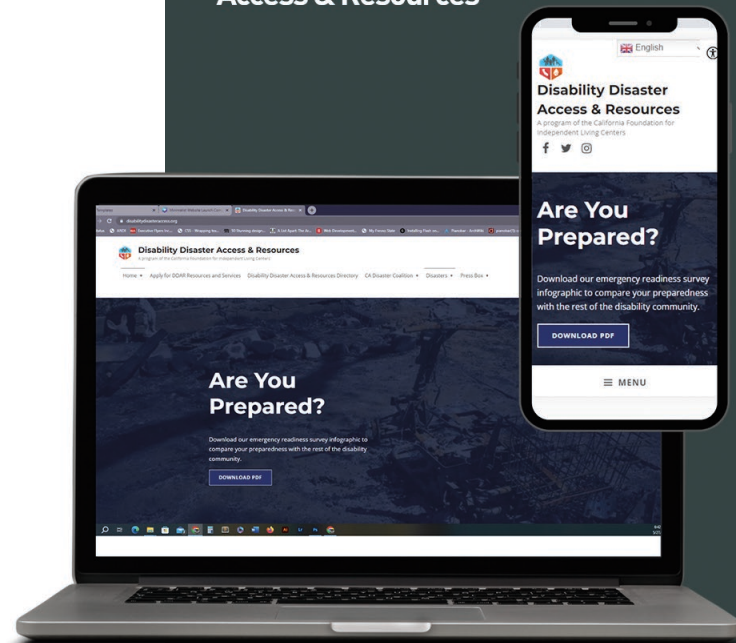 Access & Resources
English
Disability Disaster
Access & Resources
A program of the California Foundation for
Independent Living Centers
Are You
Prepared?
Download our emergency readiness survey
infographic to compare your preparedness
with the rest of the disability community.
DOWNLOAD PDF
MENU
disabilitydisasteraccess.org
Disability Disaster Access & Resources
A program of the California Foundation for Independent Living Centers
Home Apply for DDAR Resources and Services Disability Disaster Access & Resources Directory CA Disaster Coalition Disasters Press Box
Are You
Prepared?
Download our emergency readiness survey infographic to
compare your preparedness with the rest of the disability
community.
DOWNLOAD PDF